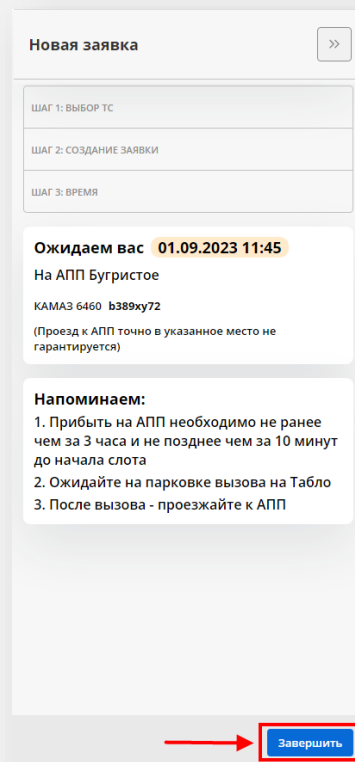 Новая заявка
ШАГ 1: ВЫБОР ТС
ШАГ 2: СОЗДАНИЕ ЗАЯВКИ
ШАГ 3: ВРЕМЯ
Ожидаем вас 01.09.2023 11:45
На АПП Бугристое
КАМАЗ 6460 b389xy72
(Проезд к АПП точно в указанное место не
гарантируется)
Напоминаем:
1. Прибыть на АПП необходимо не ранее
чем за 3 часа и не позднее чем за 10 минут
до начала слота
2. Ожидайте на парковке вызова на Табло
3. После вызова - проезжайте к АПП
Завершить